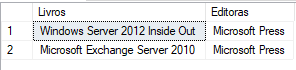 Livros Editoras
1 Windows Server 2012 Inside Out Microsoft Press
2 Microsoft Exchange Server 2010 Microsoft Press